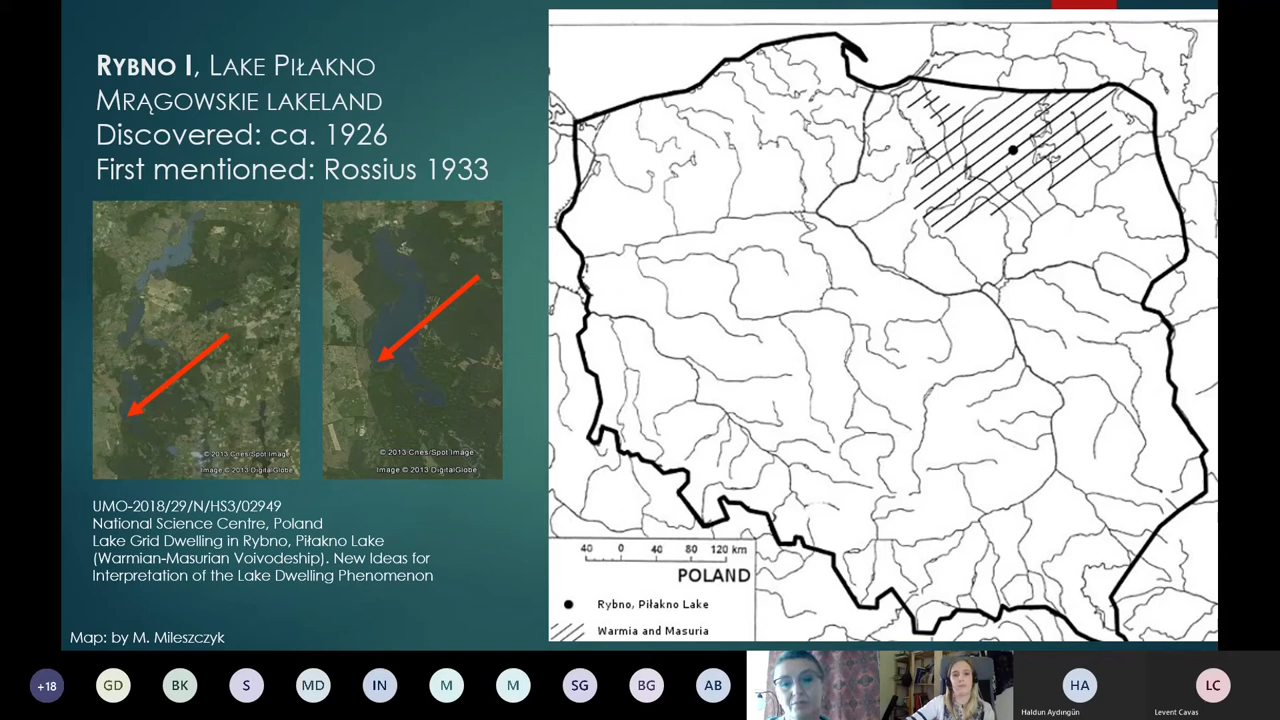 RYBNO I, LAKE PIŁAKNO
MRĄGOWSKIE LAKELAND
Discovered: ca. 1926
First mentioned: Rossius 1933
© 2013 Cnes/Spot Image
Image © 2013 DigitalGlobe
© 2013 Cnes/Spot Image
Image © 2013 DigitalGlobe
UMO-2018/29/N/HS3/02949
National Science Centre, Poland
Lake Grid Dwelling in Rybno, Piłakno Lake
(Warmian-Masurian Voivodeship). New Ideas for
Interpretation of the Lake Dwelling Phenomenon
Map: by M. Mileszczyk
40 0 40 80 120 km
POLAND
Rybno, Piłakno Lake
Warmia and Masuria
+18
GD
BK
S
MD
IN
M
M
SG
BG
AB
HA
Haldun Aydıngün
LC
Levent Cavas